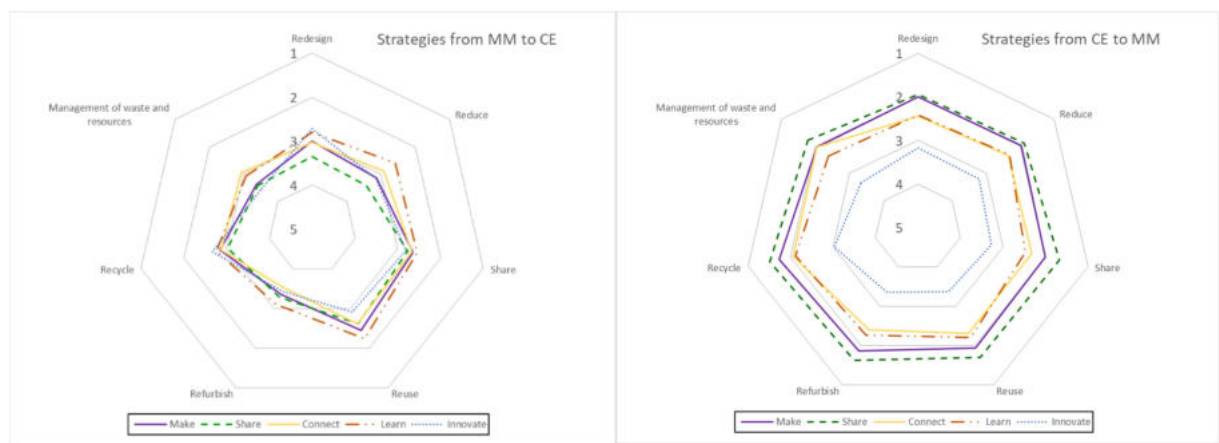 Strategies from MM to CE
Redesign
1
2
3
4
5
Reduce
Share
Reuse
Refurbish
Recycle
Management of waste and
resources
Make Share Connect Learn Innovate
Strategies from CE to MM
Redesign
1
2
3
4
5
Reduce
Share
Reuse
Refurbish
Recycle
Management of waste and
resources
Make Share Connect Learn Innovate